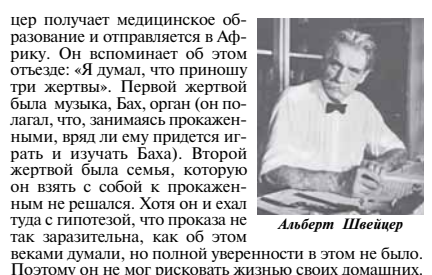 цер получает медицинское об-
разование и отправляется в Аф-
рику. Он вспоминает об этом
отъезде: «Я думал, что приношу
три жертвы». Первой жертвой
была музыка, Бах, орган (он по-
лагал, что, занимаясь прокажен-
ными, вряд ли ему придется иг-
рать и изучать Баха). Второй
жертвой была семья, которую
он взять с собой к прокажен-
ным не решался. Хотя он и ехал
туда с гипотезой, что проказа не
так заразительна, как об этом
веками думали, но полной уверенности в этом не было.
Поэтому он не мог рисковать жизнью своих домашних.
Альберт Швейцер